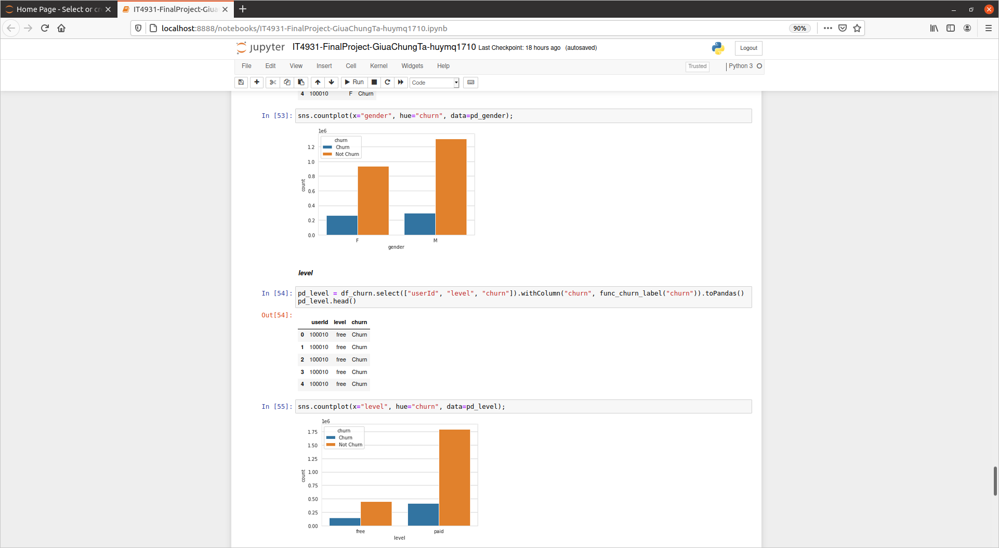 Home Page - Select or cr
IT4931-FinalProject-Giua
localhost:8888/notebooks/IT4931-FinalProject-GiuaChungTa-huymq1710.ipynb
90%
jupyter IT4931-FinalProject-GiuaChungTa-huymq1710 Last Checkpoint: 18 hours ago (autosaved)
Logout
File Edit View Insert Cell Kernel Widgets Help
Trusted
Python 3
Run
Code
4 100010 F Churn
In [53]: sns.countplot(x="gender", hue="churn", data=pd_gender);
1e6
churn
Churn
Not Churn
1.2
1.0
0.8
0.6
0.4
0.2
0.0
count
F M
gender
level
In [54]: pd_level = df_churn.select(["userId", "level", "churn"]).withColumn("churn", func_churn_label("churn")).toPandas()
pd_level.head()
Out[54]:
userId level churn
0 100010 free Churn
1 100010 free Churn
2 100010 free Churn
3 100010 free Churn
4 100010 free Churn
In [55]: sns.countplot(x="level", hue="churn", data=pd_level);
1e6
churn
Churn
Not Churn
1.75
1.50
1.25
1.00
0.75
0.50
0.25
0.00
count
free paid
level